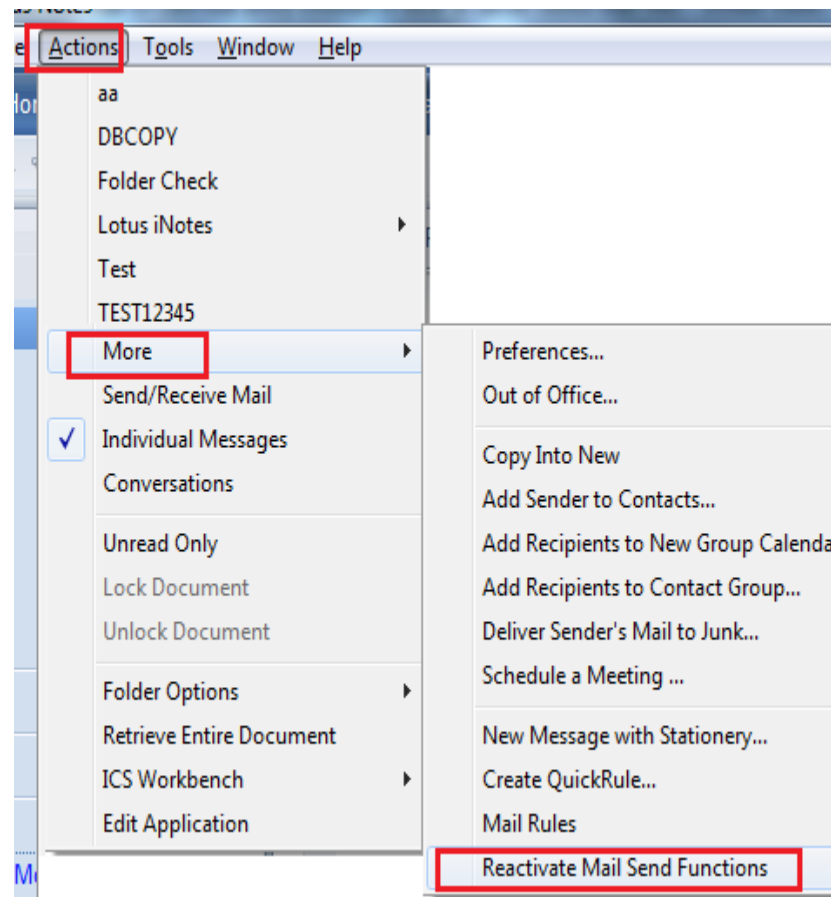 Actions Tools Window Help
aa
DBCOPY
Folder Check
Lotus iNotes
Test
TEST12345
More
Send/Receive Mail
Individual Messages
Conversations
Unread Only
Lock Document
Unlock Document
Folder Options
Retrieve Entire Document
ICS Workbench
Edit Application
Preferences...
Out of Office...
Copy Into New
Add Sender to Contacts...
Add Recipients to New Group Calenda
Add Recipients to Contact Group...
Deliver Sender's Mail to Junk...
Schedule a Meeting ...
New Message with Stationery...
Create QuickRule...
Mail Rules
Reactivate Mail Send Functions